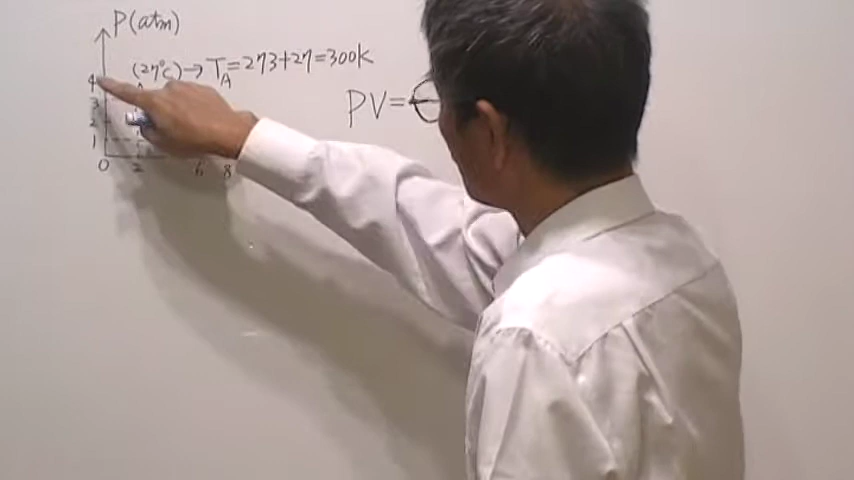 P(atm)
(27°C)→T_A=273+27=300k
4
3
2
1
PV=
0 2 6 8